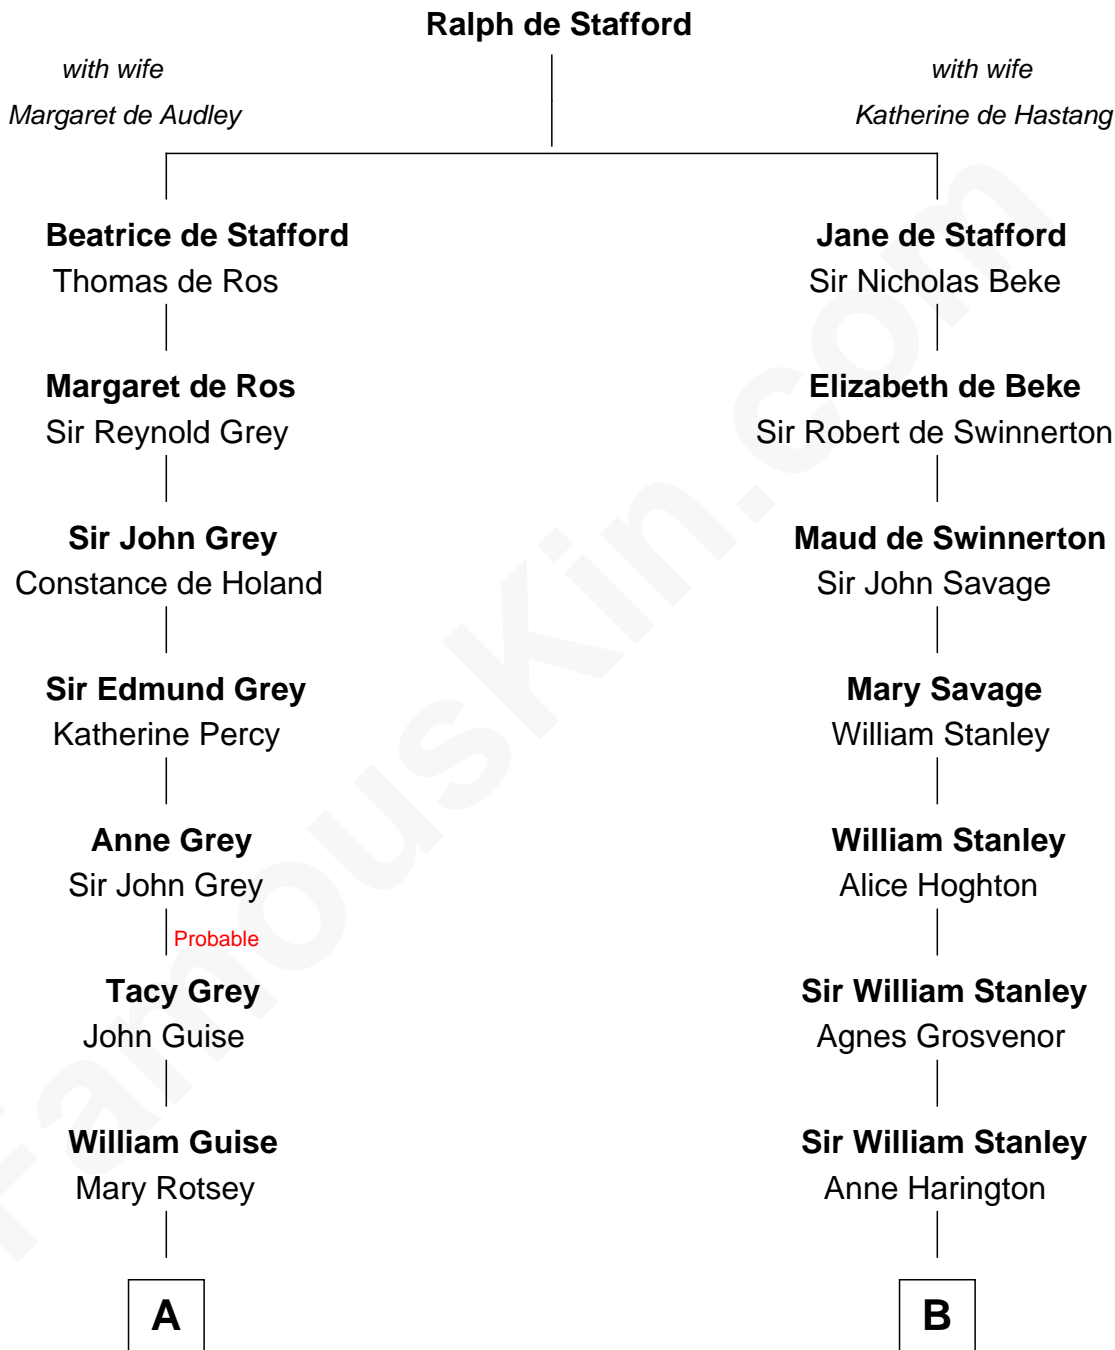 Ralph de Stafford
with wife
Margaret de Audley
with wife
Katherine de Hastang
Beatrice de Stafford
Thomas de Ros
Jane de Stafford
Sir Nicholas Beke
Margaret de Ros
Sir Reynold Grey
Elizabeth de Beke
Sir Robert de Swinnerton
Sir John Grey
Constance de Holand
Maud de Swinnerton
Sir John Savage
Sir Edmund Grey
Katherine Percy
Mary Savage
William Stanley
Anne Grey
Sir John Grey
William Stanley
Alice Hoghton
Probable
Tacy Grey
John Guise
Sir William Stanley
Agnes Grosvenor
William Guise
Mary Rotsey
Sir William Stanley
Anne Harington
A
B
FamousKin.com